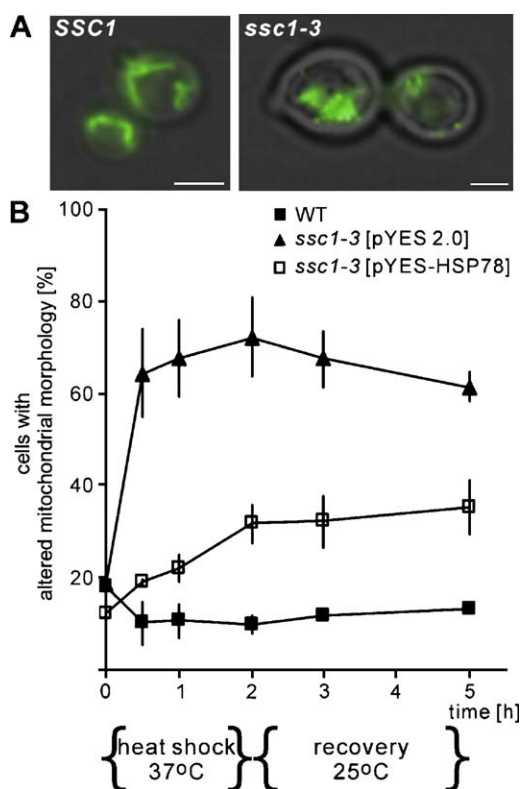 A
SSC1
ssc1-3
B
100
80
60
40
20
cells with
altered mitochondrial morphology [%]
WT
ssc1-3 [pYES 2.0]
ssc1-3 [pYES-HSP78]
0 1 2 3 4 5
time [h]
heat shock
37ºC
recovery
25ºC